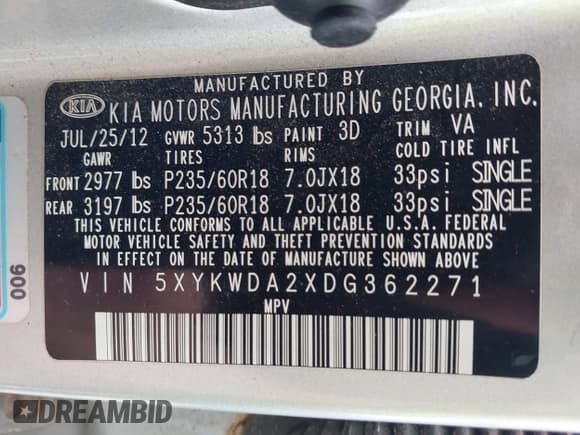 MANUFACTURED BY
KIA KIA MOTORS MANUFACTURING GEORGIA, INC.
JUL/25/12 GVWR 5313 lbs PAINT 3D TRIM VA
GAWR TIRES RIMS COLD TIRE INFL
FRONT 2977 lbs P235/60R18 7.0JX18 33psi SINGLE
REAR 3197 lbs P235/60R18 7.0JX18 33psi SINGLE
THIS VEHICLE CONFORMS TO ALL APPLICABLE U.S.A. FEDERAL
MOTOR VEHICLE SAFETY AND THEFT PREVENTION STANDARDS
IN EFFECT ON THE DATE OF MANUFACTURE SHOWN ABOVE
VIN 5XYKWDA2XDG362271
MPV
006
DREAMBID